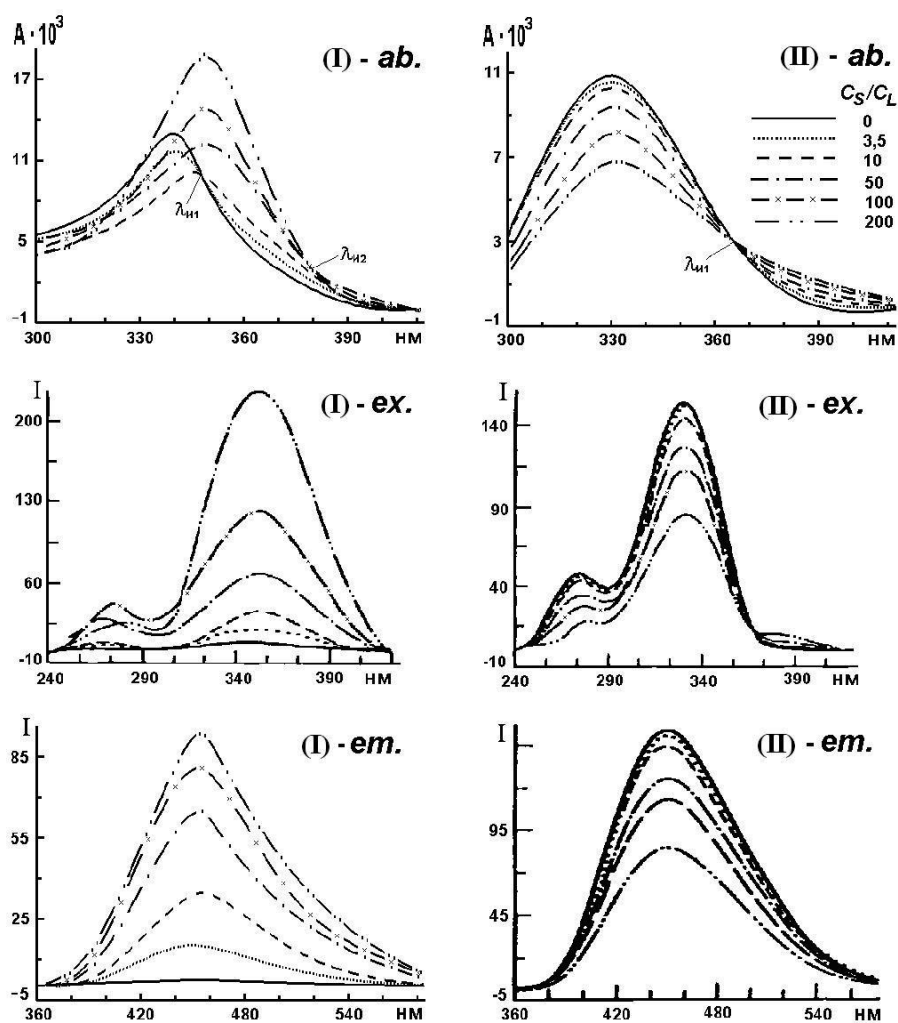 A·10³
(I) - ab.
17
11
5
−1
λи1
λи2
300
330
360
390
НМ
A·10³
(II) - ab.
11
7
3
−1
λи1
300
330
360
390
НМ
Cs/CL
0
3,5
10
50
100
200
I
(I) - ex.
200
130
60
-10
240
290
340
390
НМ
I
(II) - ex.
140
90
40
-10
240
290
340
390
НМ
I
(I) - em.
85
55
25
-5
360
420
480
540
НМ
I
(II) - em.
95
45
-5
360
420
480
540
НМ